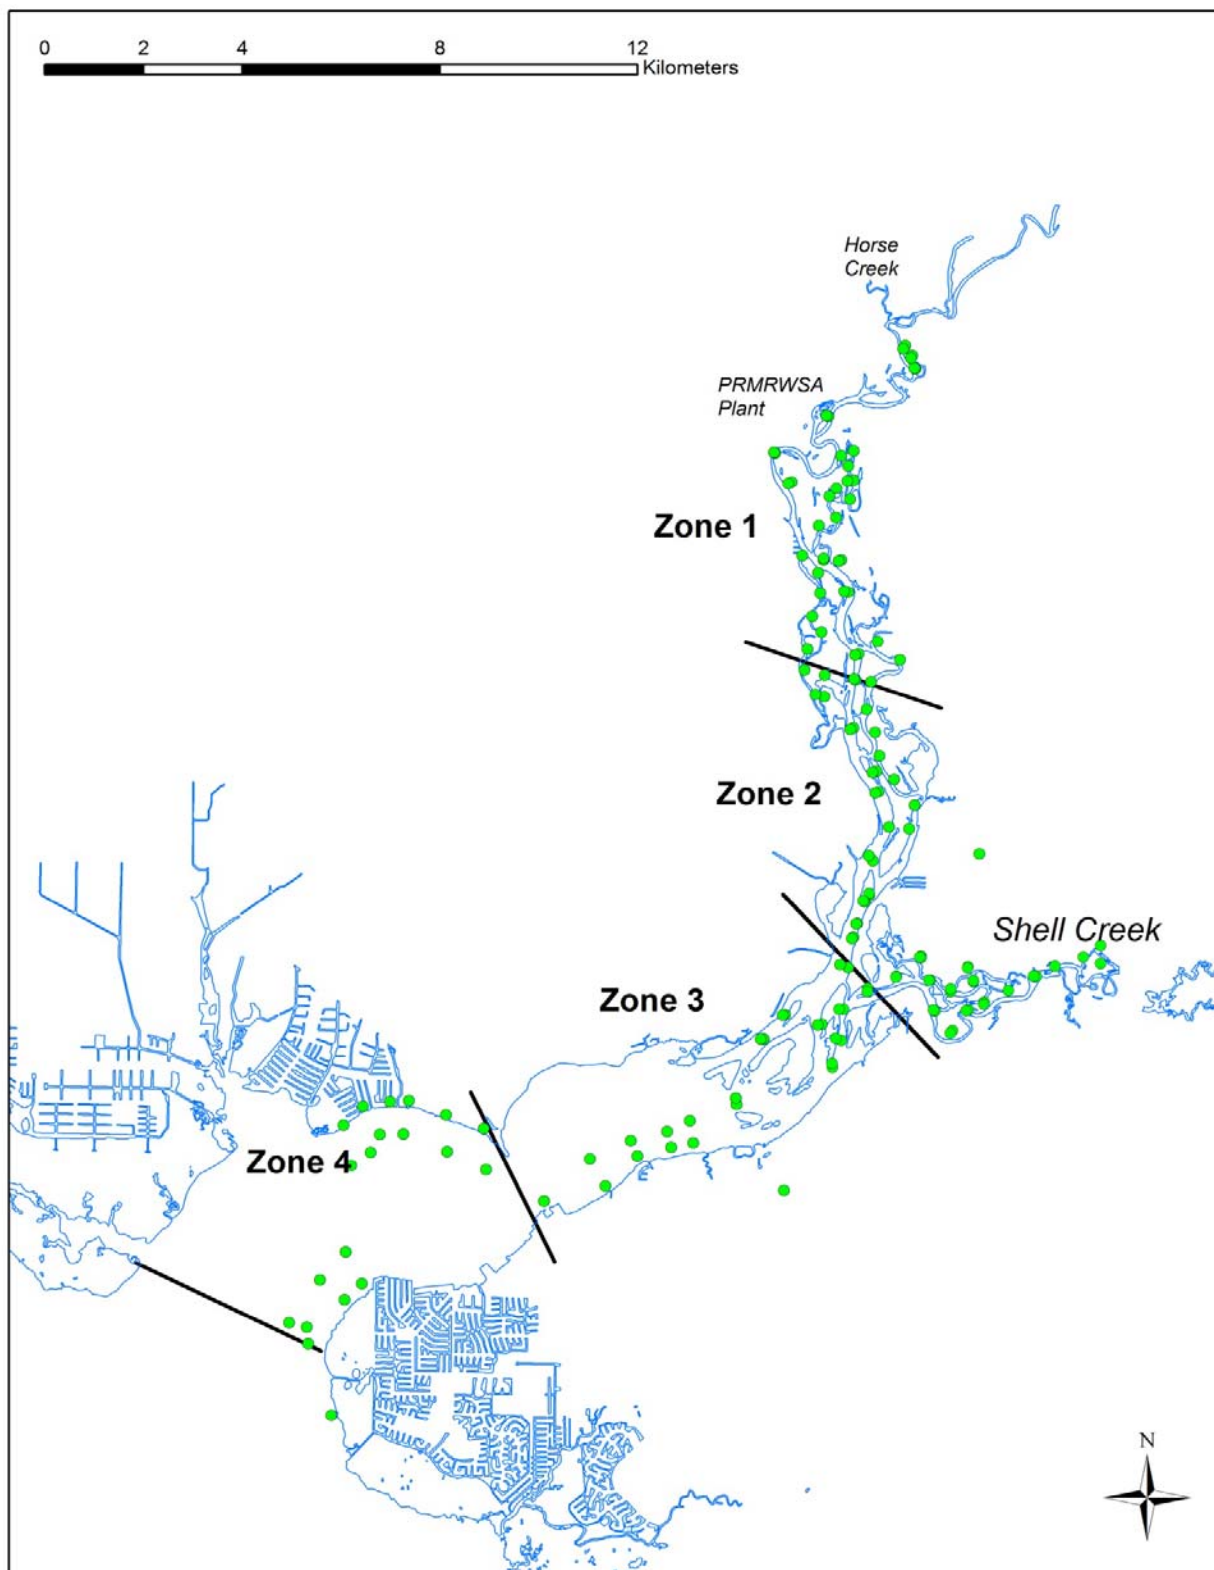 0 2 4 8 12
Kilometers
Horse
Creek
PRMRWSA
Plant
Zone 1
Zone 2
Shell Creek
Zone 3
Zone 4
N